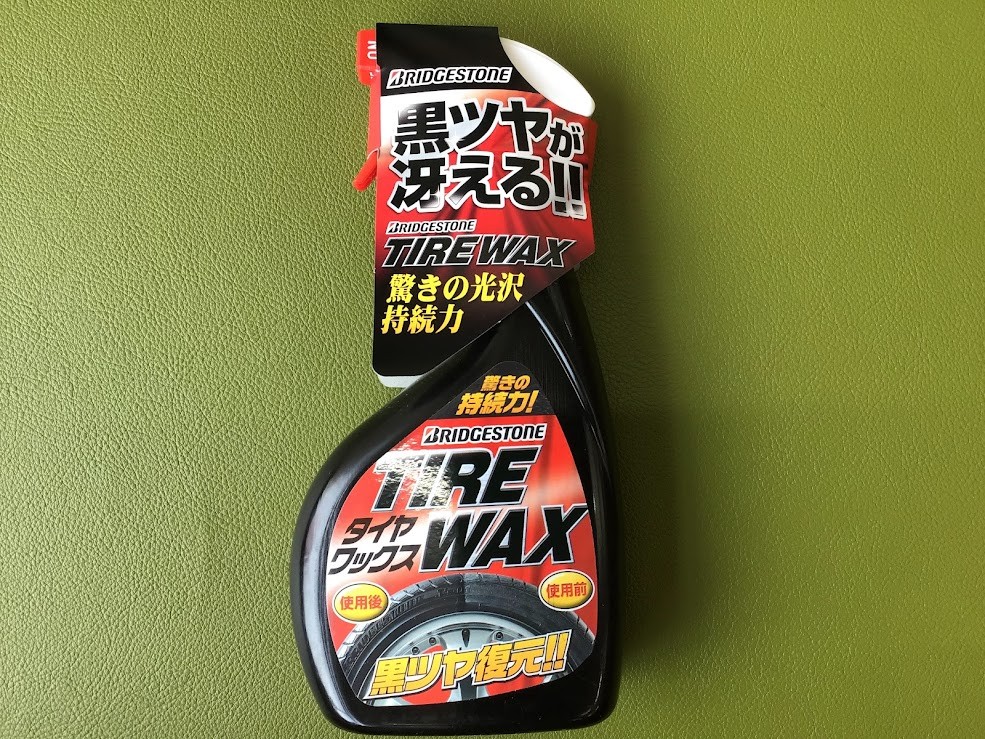 NO
BRIDGESTONE
黒ツヤが
冴える!!
BRIDGESTONE
TIRE WAX
驚きの光沢
持続力
驚きの
持続力!
BRIDGESTONE
TIRE
WAX
タイヤ
ワックス
使用後
使用前
黒ツヤ復元!!